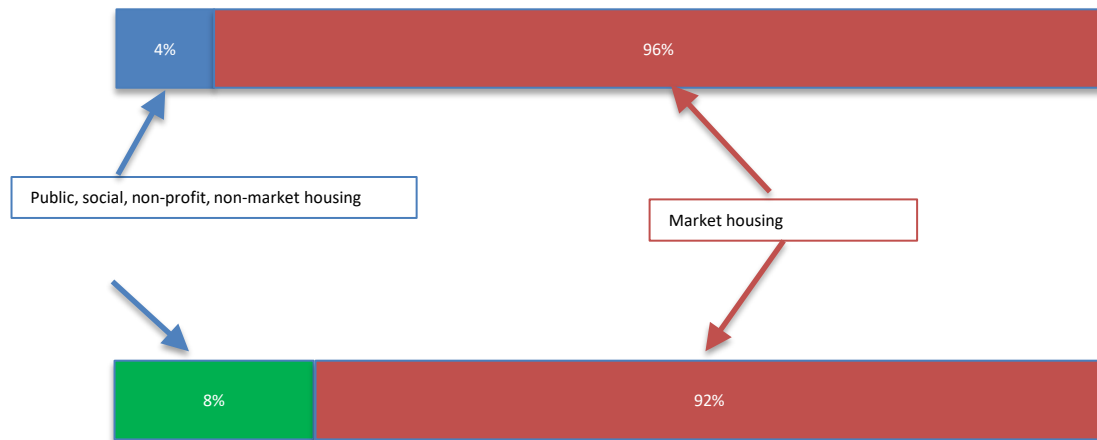 4%
96%
Public, social, non-profit, non-market housing
Market housing
8%
92%